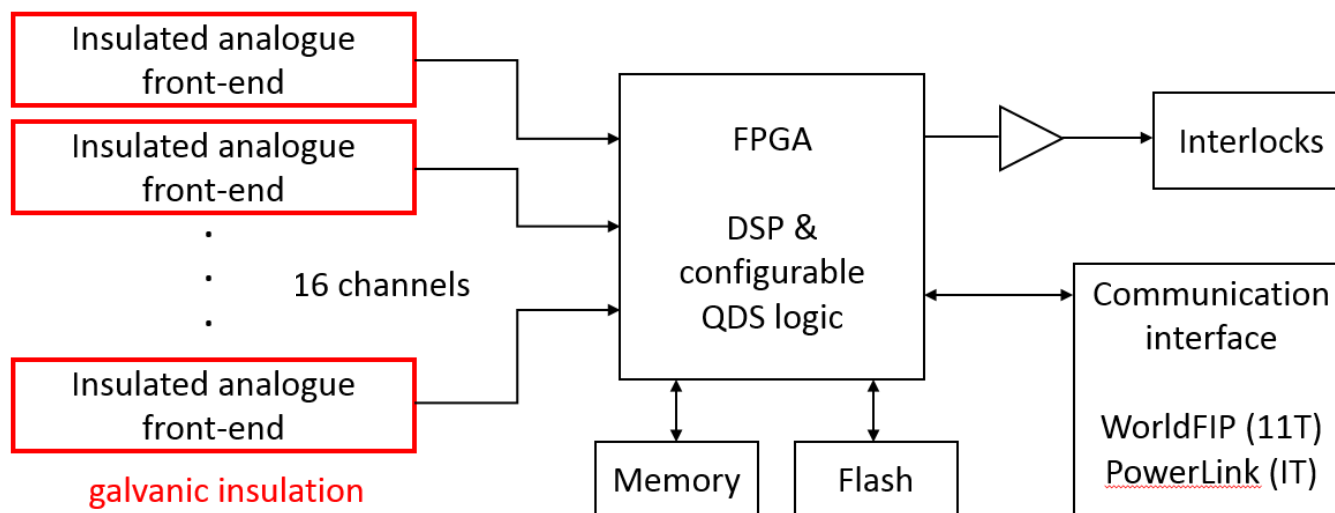 Insulated analogue
front-end
Insulated analogue
front-end
16 channels
Insulated analogue
front-end
galvanic insulation
FPGA
DSP &
configurable
QDS logic
Memory
Flash
Interlocks
Communication
interface
WorldFIP (11T)
PowerLink (IT)